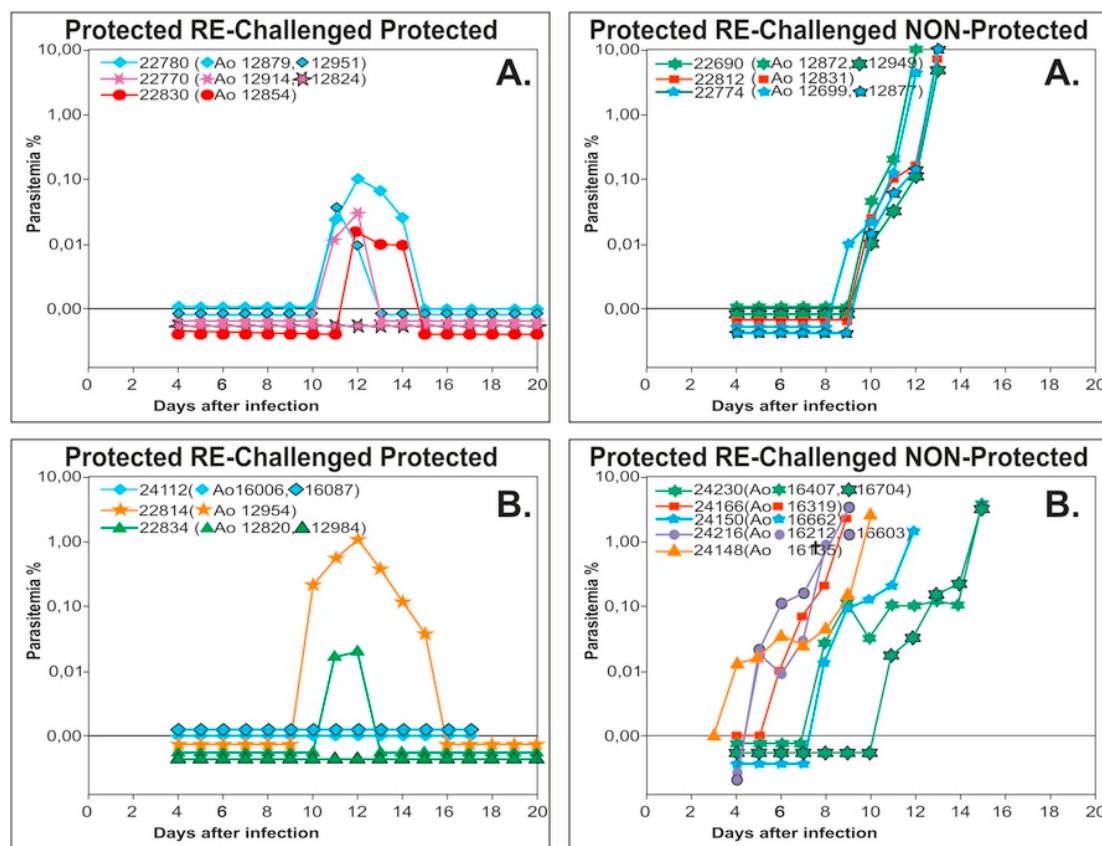 Protected RE-Challenged Protected
A.
10,00
1,00
0,10
0,01
0,00
Parasitemia %
22780 ( Ao 12879, 12951)
22770 ( Ao 12914, 12824)
22830 ( Ao 12854)
0 2 4 6 8 10 12 14 16 18 20
Days after infection
Protected RE-Challenged NON-Protected
A.
10,00
1,00
0,10
0,01
0,00
Parasitemia %
22690 ( Ao 12872, 12949)
22812 ( Ao 12831)
22774 ( Ao 12699, 12877)
0 2 4 6 8 10 12 14 16 18 20
Days after infection
Protected RE-Challenged Protected
B.
10,00
1,00
0,10
0,01
0,00
Parasitemia %
24112( Ao16006, 16087)
22814( Ao 12954)
22834 ( Ao 12820, 12984)
0 2 4 6 8 10 12 14 16 18 20
Days after infection
Protected RE-Challenged NON-Protected
B.
10,00
1,00
0,10
0,01
0,00
Parasitemia %
24230(Ao 16407, 16704)
24166(Ao 16319)
24150(Ao 16662)
24216(Ao 16212 16603)
24148(Ao 16135)
0 2 4 6 8 10 12 14 16 18 20
Days after infection